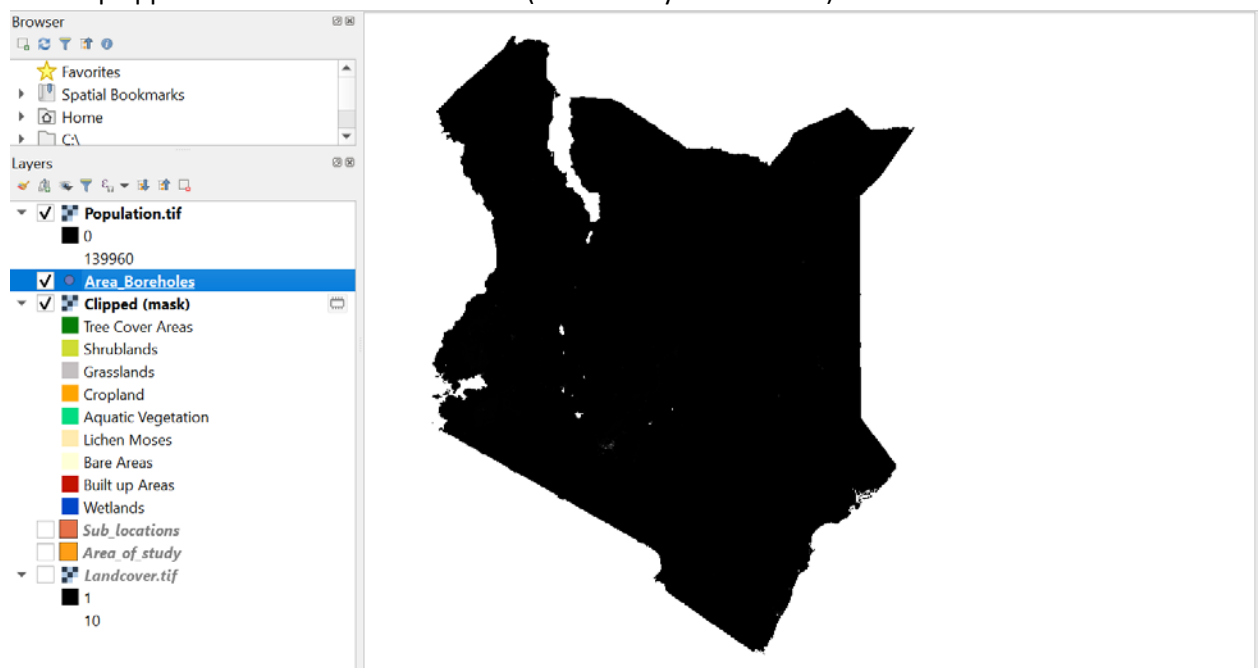 Browser
Favorites
Spatial Bookmarks
Home
C:\
Layers
Population.tif
0
139960
Area_Boreholes
Clipped (mask)
Tree Cover Areas
Shrublands
Grasslands
Cropland
Aquatic Vegetation
Lichen Moses
Bare Areas
Built up Areas
Wetlands
Sub_locations
Area_of_study
Landcover.tif
1
10